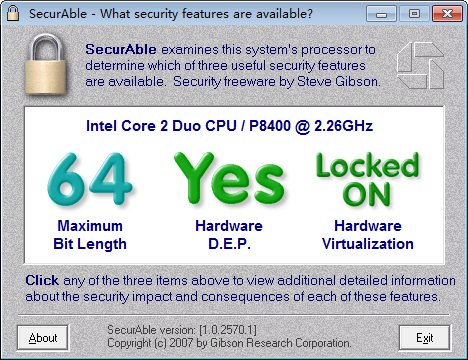 SecurAble - What security features are available?
SecurAble examines this system's processor to
determine which of three useful security features
are available. Security freeware by Steve Gibson.
Intel Core 2 Duo CPU / P8400 @ 2.26GHz
64 Yes Locked
ON
Maximum Hardware Hardware
Bit Length D.E.P. Virtualization
Click any of the three items above to view additional detailed information
about the security impact and consequences of each of these features.
About SecurAble version: [1.0.2570.1] Exit
Copyright (c) 2007 by Gibson Research Corporation.